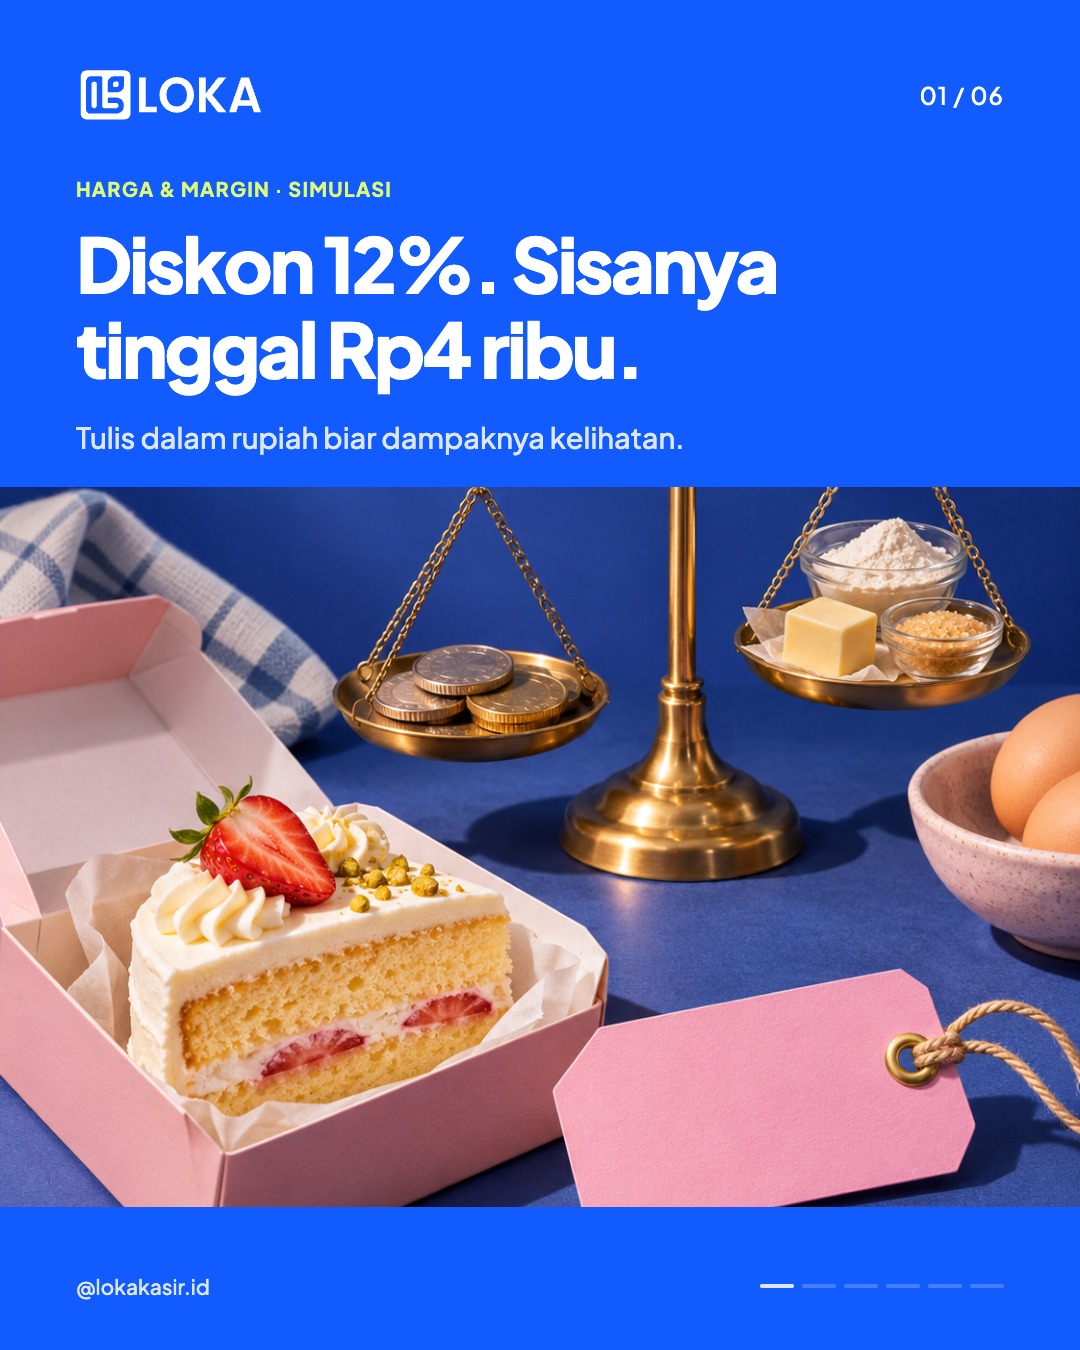 LOKA
01 / 06
HARGA & MARGIN · SIMULASI
Diskon 12%. Sisanya
tinggal Rp4 ribu.
Tulis dalam rupiah biar dampaknya kelihatan.
@lokakasir.id